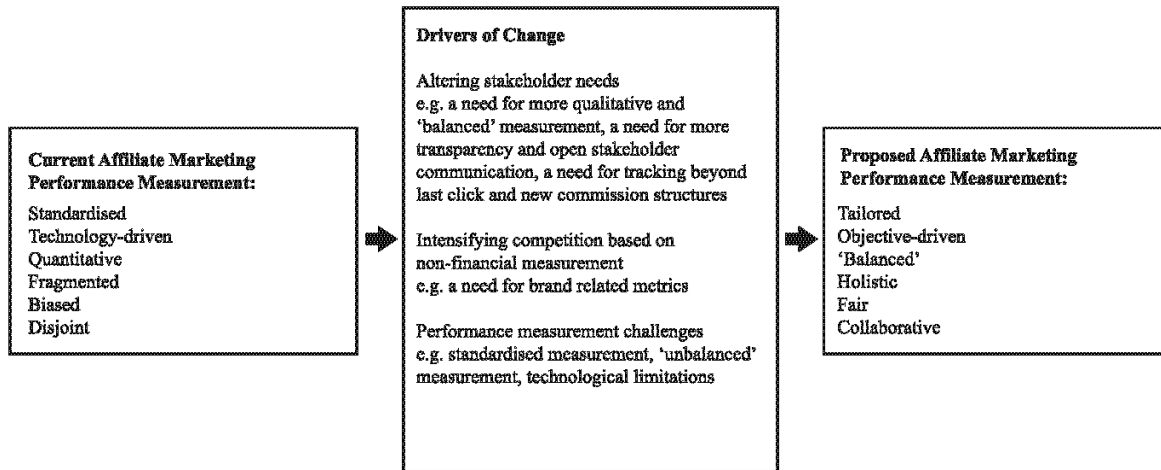 Current Affiliate Marketing
Performance Measurement:
Standardised
Technology-driven
Quantitative
Fragmented
Biased
Disjoint
Drivers of Change
Altering stakeholder needs
e.g. a need for more qualitative and
‘balanced’ measurement, a need for more
transparency and open stakeholder
communication, a need for tracking beyond
last click and new commission structures
Intensifying competition based on
non-financial measurement
e.g. a need for brand related metrics
Performance measurement challenges
e.g. standardised measurement, ‘unbalanced’
measurement, technological limitations
Proposed Affiliate Marketing
Performance Measurement:
Tailored
Objective-driven
‘Balanced’
Holistic
Fair
Collaborative